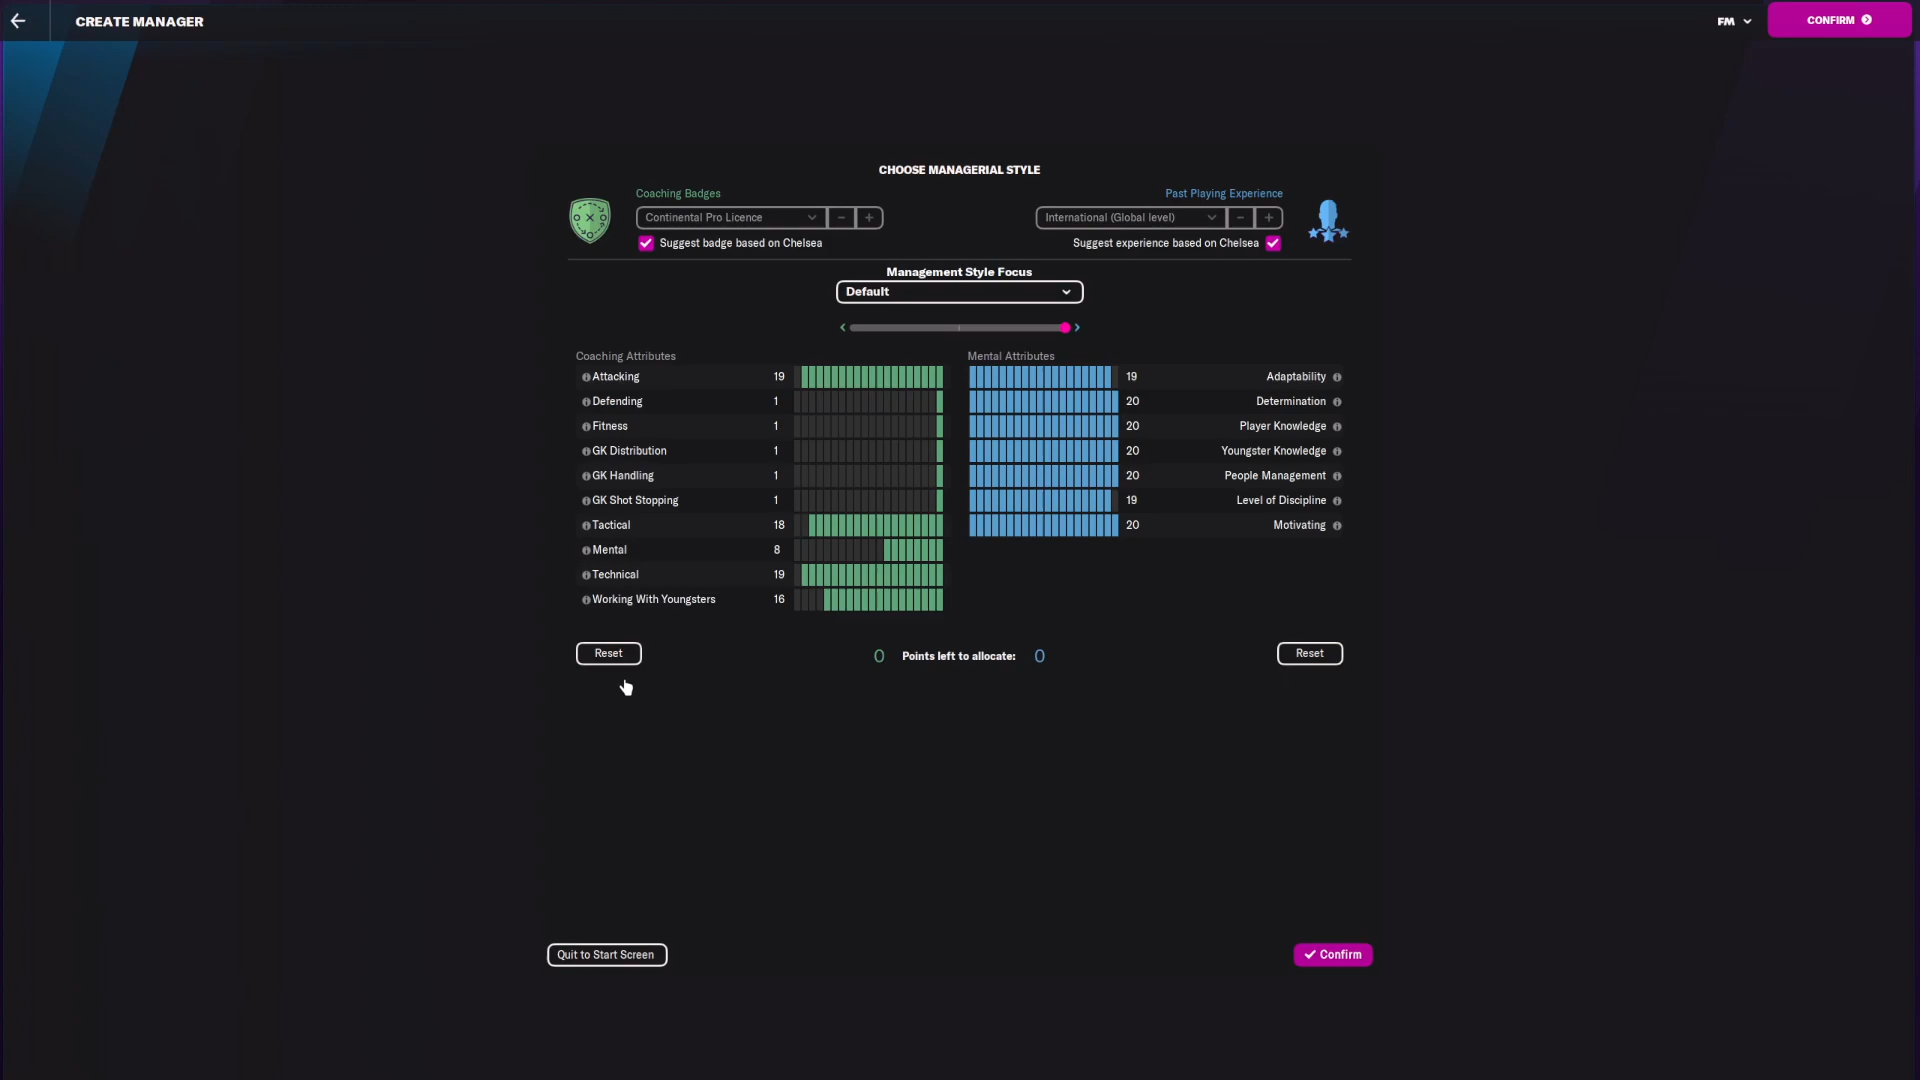 CREATE MANAGER
FM
CONFIRM
CHOOSE MANAGERIAL STYLE
Coaching Badges
Past Playing Experience
Continental Pro Licence
- +
International (Global level)
- +
Suggest badge based on Chelsea
Suggest experience based on Chelsea
Management Style Focus
Default
Coaching Attributes
Mental Attributes
Attacking 19
19 Adaptability
Defending 1
20 Determination
Fitness 1
20 Player Knowledge
GK Distribution 1
20 Youngster Knowledge
GK Handling 1
20 People Management
GK Shot Stopping 1
19 Level of Discipline
Tactical 18
20 Motivating
Mental 8
Technical 19
Working With Youngsters 16
Reset
0 Points left to allocate: 0
Reset
Quit to Start Screen
Confirm